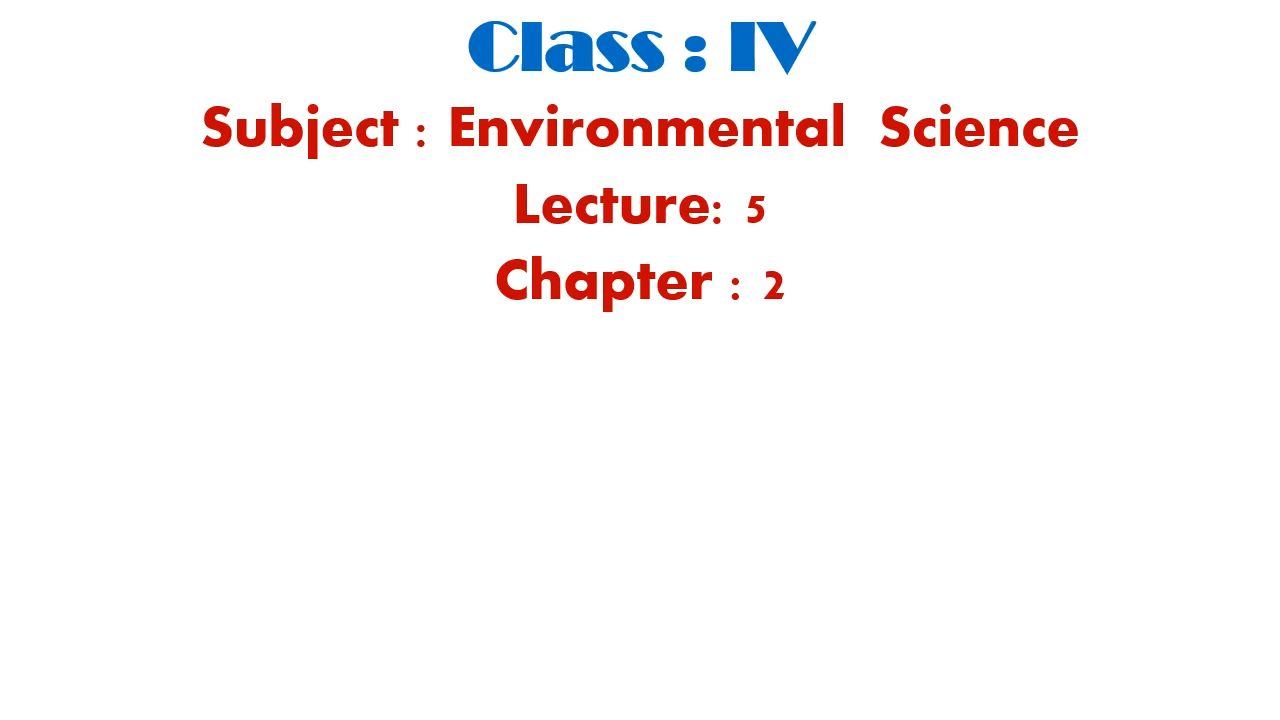 Class : IV
Subject : Environmental Science
Lecture: 5
Chapter : 2